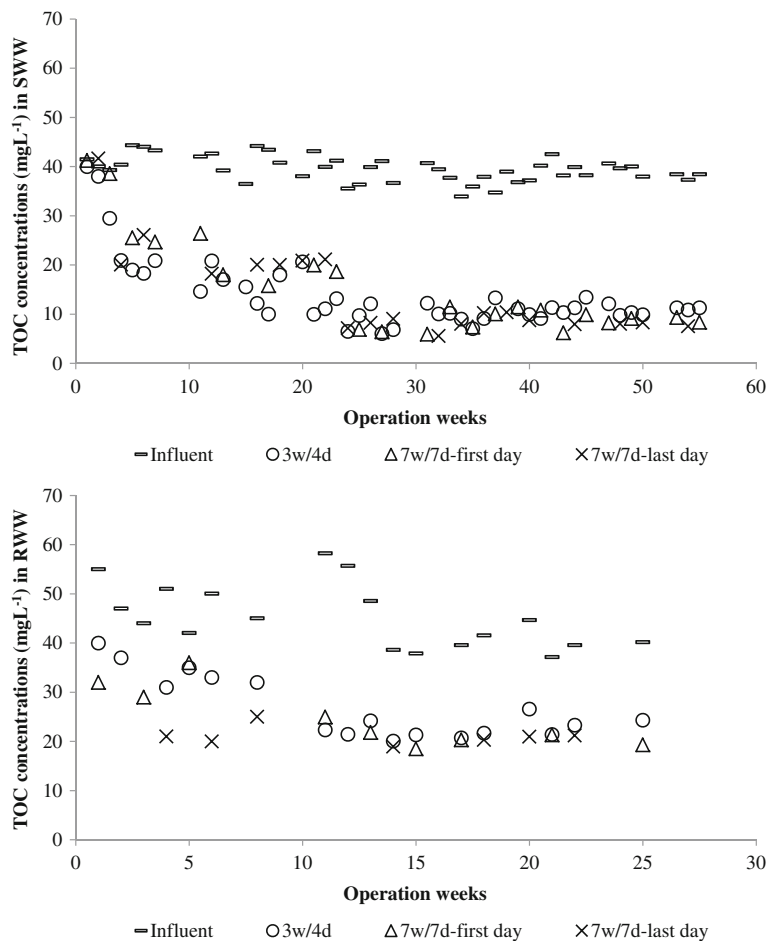 TOC concentrations (mgL⁻¹) in SWW
70
60
50
40
30
20
10
0
0 10 20 30 40 50 60
Operation weeks
Influent 3w/4d 7w/7d-first day 7w/7d-last day
TOC concentrations (mgL⁻¹) in RWW
70
60
50
40
30
20
10
0
0 5 10 15 20 25 30
Operation weeks
Influent 3w/4d 7w/7d-first day 7w/7d-last day